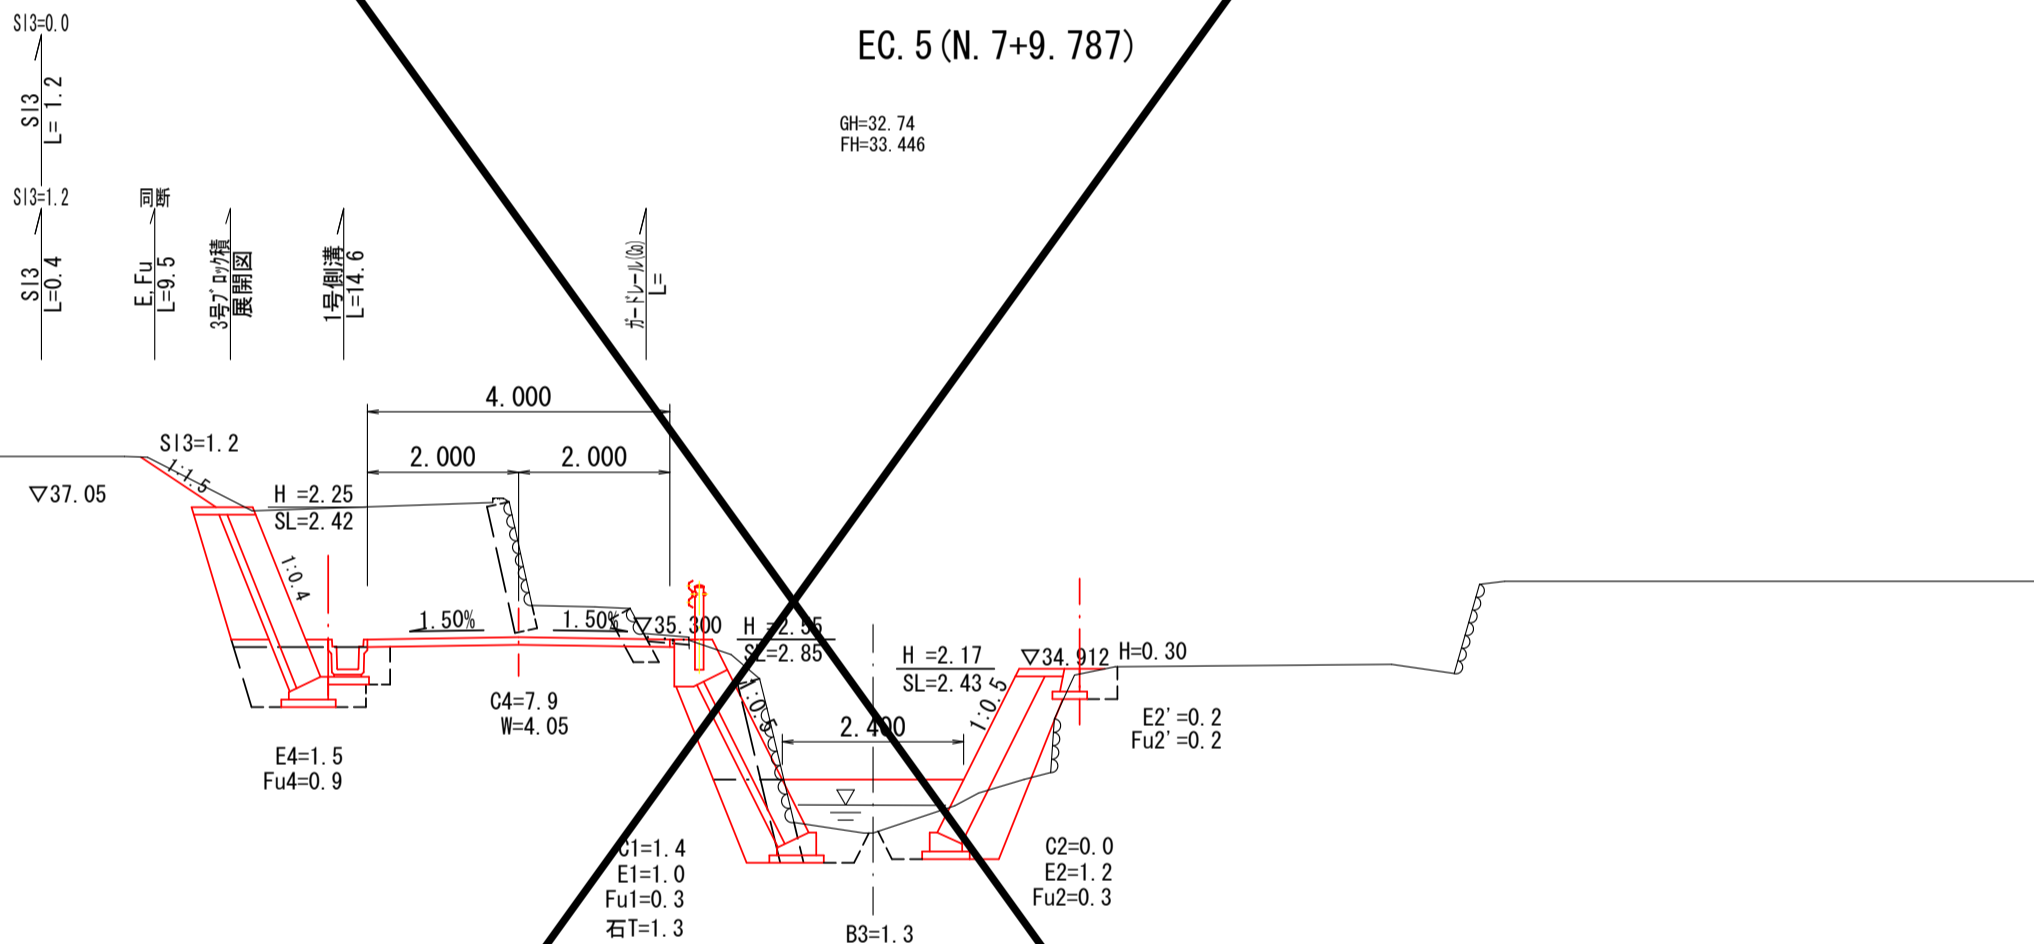 Sl3=0.0
EC.5(N.7+9.787)
Sl3
L= 1.2
GH=32.74
FH=33.446
Sl3=1.2
同断
Sl3
L=0.4
E,Fu
L=9.5
3号ブロック積
展開図
1号側溝
L=14.6
ガードレール(Co)
L=
4.000
Sl3=1.2
2.000
2.000
1:1.5
▽37.05
H =2.25
SL=2.42
1:0.4
1.50%
1.50%
▽35.300
H =2.55
SL=2.85
H =2.17
SL=2.43
▽34.912
H=0.30
1:0.5
1:0.5
C4=7.9
W=4.05
2.400
E2'=0.2
Fu2'=0.2
E4=1.5
Fu4=0.9
C1=1.4
E1=1.0
Fu1=0.3
石T=1.3
C2=0.0
E2=1.2
Fu2=0.3
B3=1.3